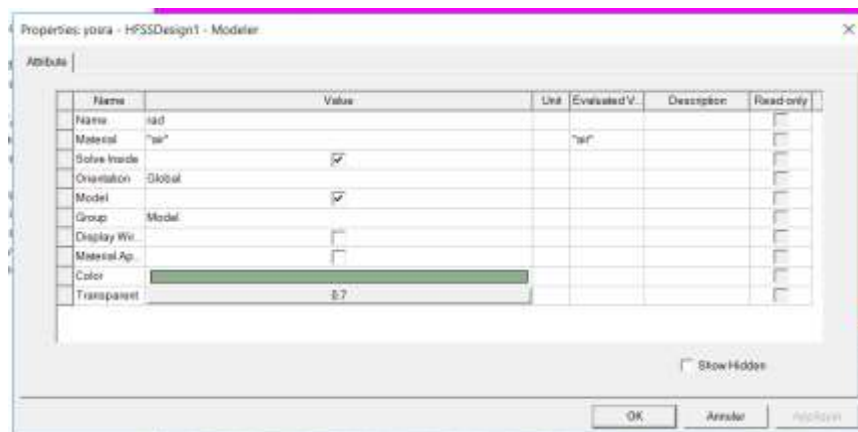 Properties: yosra - HFSSDesign1 - Modeler
Attribute
Name Value Unit Evaluated V... Description Read-only
Name rad
Material "air" "air"
Solve Inside
Orientation Global
Model
Group Model
Display Wir...
Material Ap...
Color
Transparent 0.7
Show Hidden
OK Annuler Appliquer